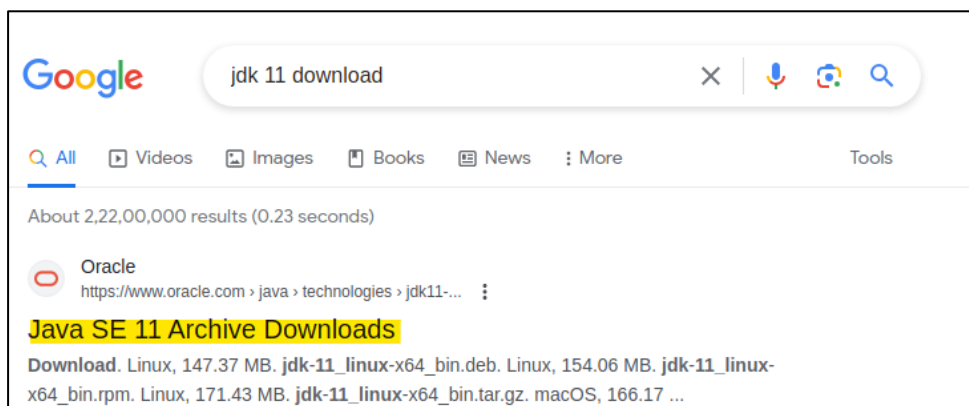 Google
jdk 11 download
All Videos Images Books News More Tools
About 2,22,00,000 results (0.23 seconds)
Oracle
https://www.oracle.com › java › technologies › jdk11-...
Java SE 11 Archive Downloads
Download. Linux, 147.37 MB. jdk-11_linux-x64_bin.deb. Linux, 154.06 MB. jdk-11_linux-
x64_bin.rpm. Linux, 171.43 MB. jdk-11_linux-x64_bin.tar.gz. macOS, 166.17 ...